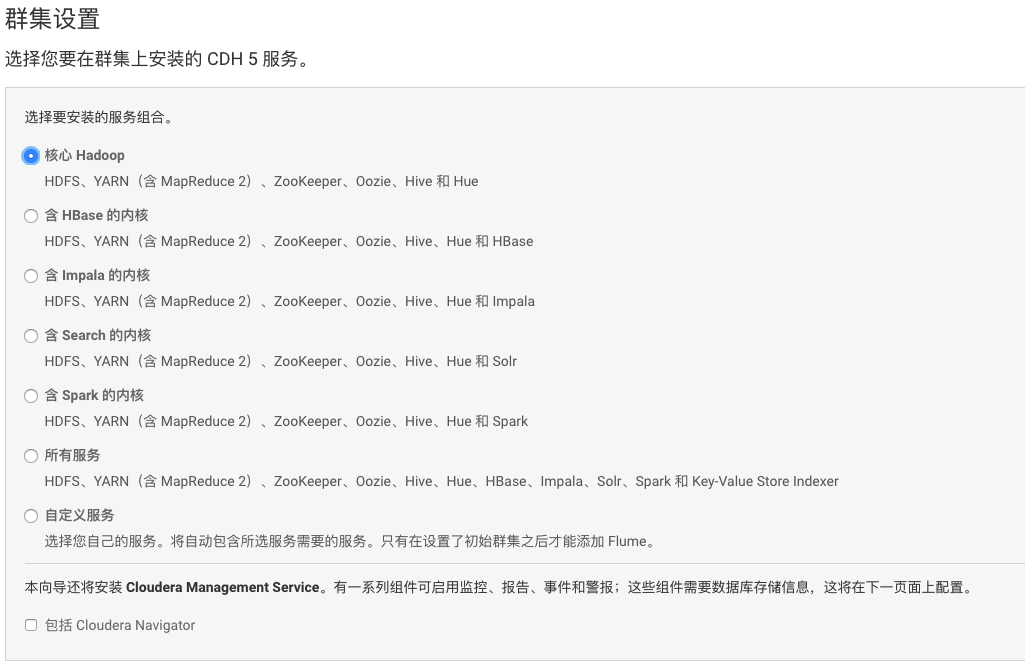 群集设置
选择您要在群集上安装的 CDH 5 服务。
选择要安装的服务组合。
核心 Hadoop
HDFS、YARN（含 MapReduce 2）、ZooKeeper、Oozie、Hive 和 Hue
含 HBase 的内核
HDFS、YARN（含 MapReduce 2）、ZooKeeper、Oozie、Hive、Hue 和 HBase
含 Impala 的内核
HDFS、YARN（含 MapReduce 2）、ZooKeeper、Oozie、Hive、Hue 和 Impala
含 Search 的内核
HDFS、YARN（含 MapReduce 2）、ZooKeeper、Oozie、Hive、Hue 和 Solr
含 Spark 的内核
HDFS、YARN（含 MapReduce 2）、ZooKeeper、Oozie、Hive、Hue 和 Spark
所有服务
HDFS、YARN（含 MapReduce 2）、ZooKeeper、Oozie、Hive、Hue、HBase、Impala、Solr、Spark 和 Key-Value Store Indexer
自定义服务
选择您自己的服务。将自动包含所选服务需要的服务。只有在设置了初始群集之后才能添加 Flume。
本向导还将安装 Cloudera Management Service。有一系列组件可启用监控、报告、事件和警报；这些组件需要数据库存储信息，这将在下一页面上配置。
包括 Cloudera Navigator